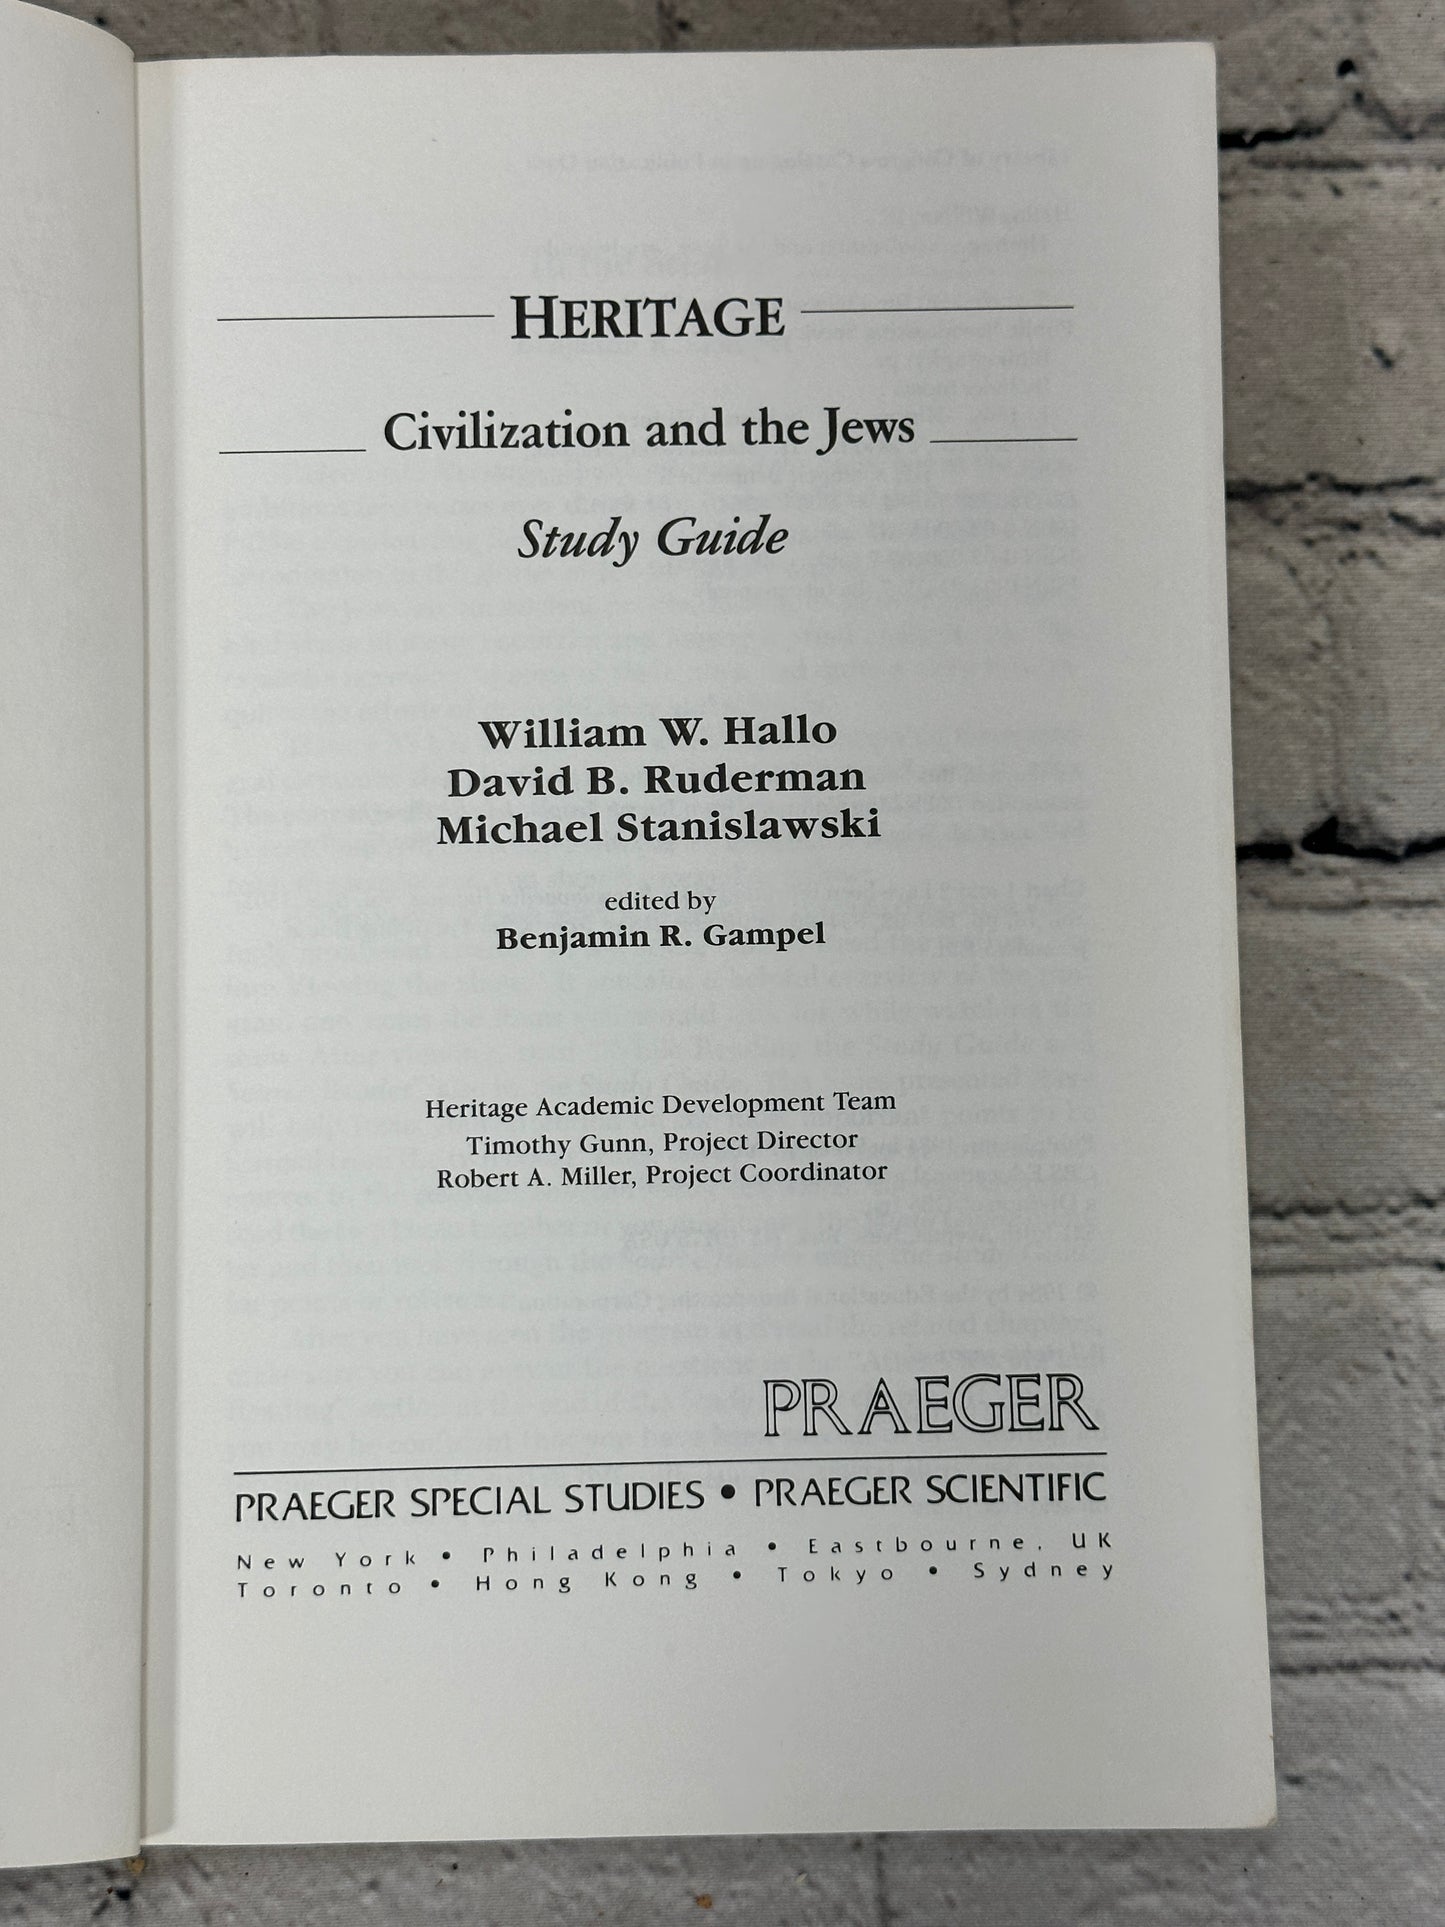 HERITAGE
Civilization and the Jews
Study Guide
William W. Hallo
David B. Ruderman
Michael Stanislawski
edited by
Benjamin R. Gampel
Heritage Academic Development Team
Timothy Gunn, Project Director
Robert A. Miller, Project Coordinator
PRAEGER
PRAEGER SPECIAL STUDIES • PRAEGER SCIENTIFIC
New York • Philadelphia • Eastbourne, UK
Toronto • Hong Kong • Tokyo • Sydney